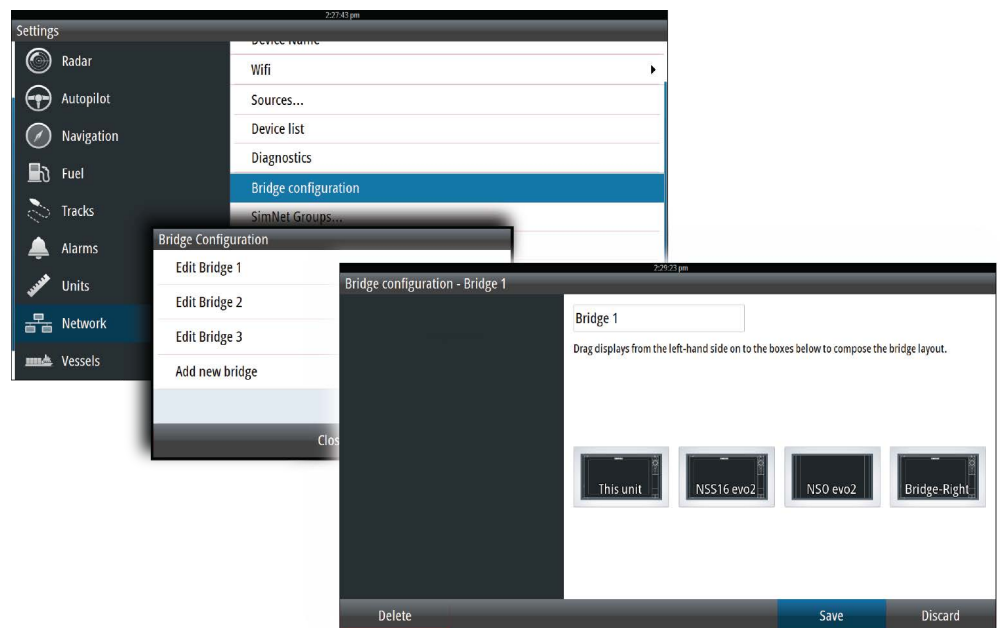 2:27:43 pm
Settings
Radar
Autopilot
Navigation
Fuel
Tracks
Alarms
Units
Network
Vessels
Device Name
Wifi
Sources...
Device list
Diagnostics
Bridge configuration
SimNet Groups...
Bridge Configuration
Edit Bridge 1
Edit Bridge 2
Edit Bridge 3
Add new bridge
Clos
2:29:23 pm
Bridge configuration - Bridge 1
Bridge 1
Drag displays from the left-hand side on to the boxes below to compose the bridge layout.
This unit
NSS16 evo2
NSO evo2
Bridge-Right
Delete
Save
Discard